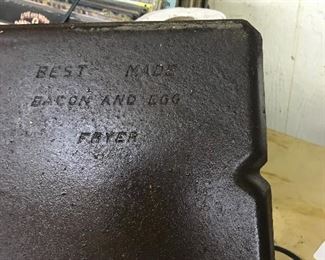 BEST MADE
BACON AND EGG
FRYER